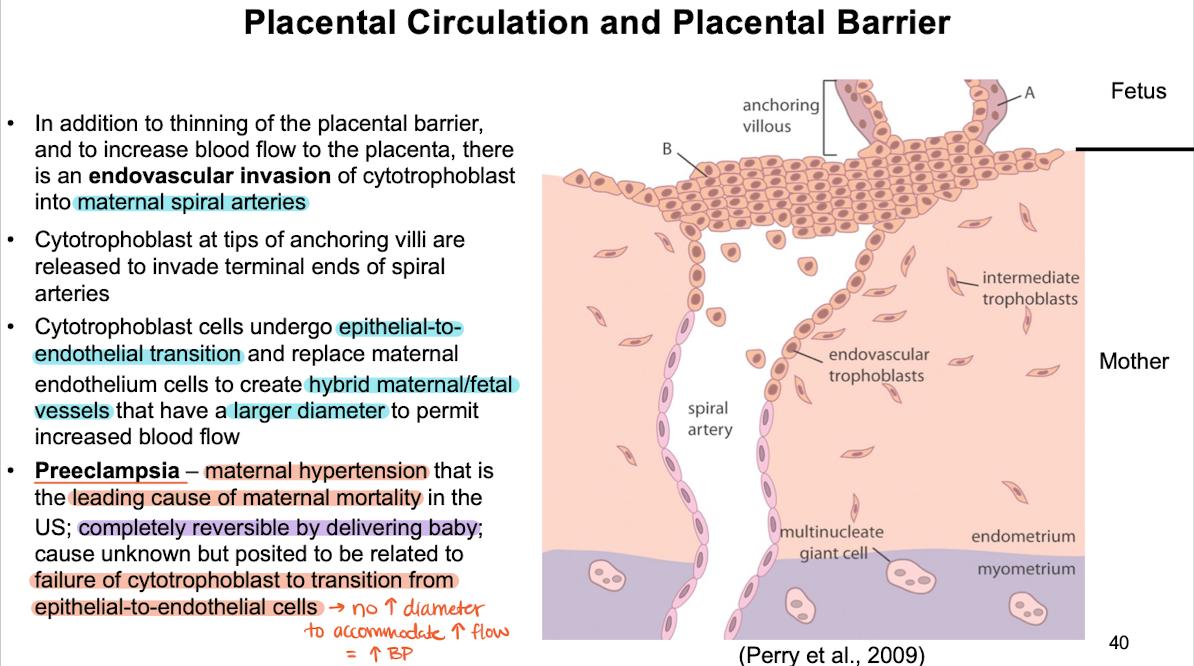 Placental Circulation and Placental Barrier
• In addition to thinning of the placental barrier,
and to increase blood flow to the placenta, there
is an endovascular invasion of cytotrophoblast
into maternal spiral arteries
• Cytotrophoblast at tips of anchoring villi are
released to invade terminal ends of spiral
arteries
• Cytotrophoblast cells undergo epithelial-to-
endothelial transition and replace maternal
endothelium cells to create hybrid maternal/fetal
vessels that have a larger diameter to permit
increased blood flow
• Preeclampsia – maternal hypertension that is
the leading cause of maternal mortality in the
US; completely reversible by delivering baby;
cause unknown but posited to be related to
failure of cytotrophoblast to transition from
epithelial-to-endothelial cells → no ↑ diameter
to accommodate ↑ flow
= ↑ BP
anchoring
villous
A
B
Fetus
intermediate
trophoblasts
Mother
endovascular
trophoblasts
spiral
artery
multinucleate
giant cell
endometrium
myometrium
(Perry et al., 2009)
40